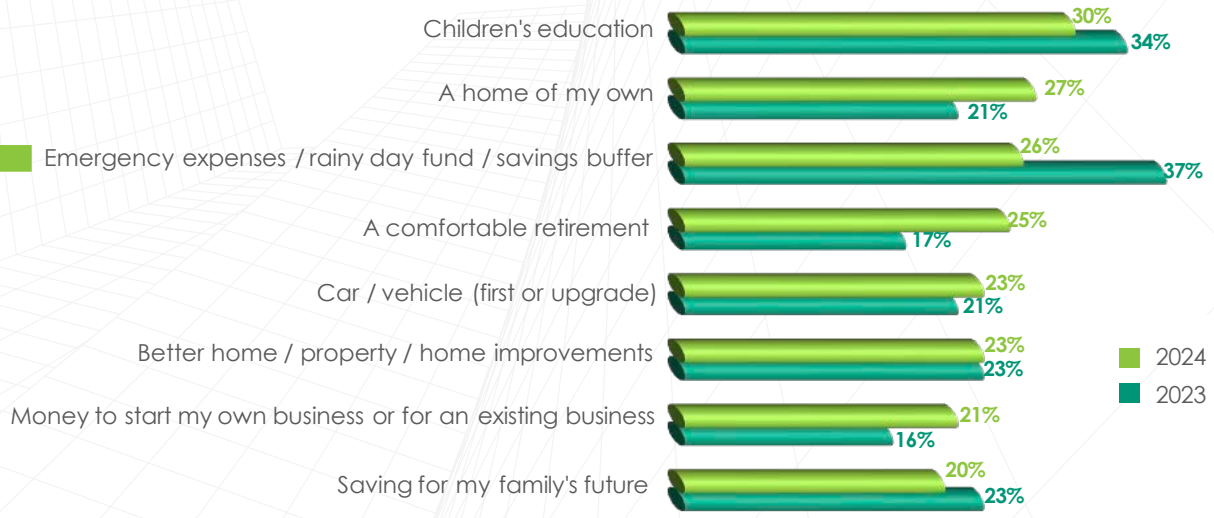 Children's education
30%
34%
A home of my own
27%
21%
Emergency expenses / rainy day fund / savings buffer
26%
37%
A comfortable retirement
25%
17%
Car / vehicle (first or upgrade)
23%
21%
Better home / property / home improvements
23%
23%
2024
2023
Money to start my own business or for an existing business
21%
16%
Saving for my family's future
20%
23%